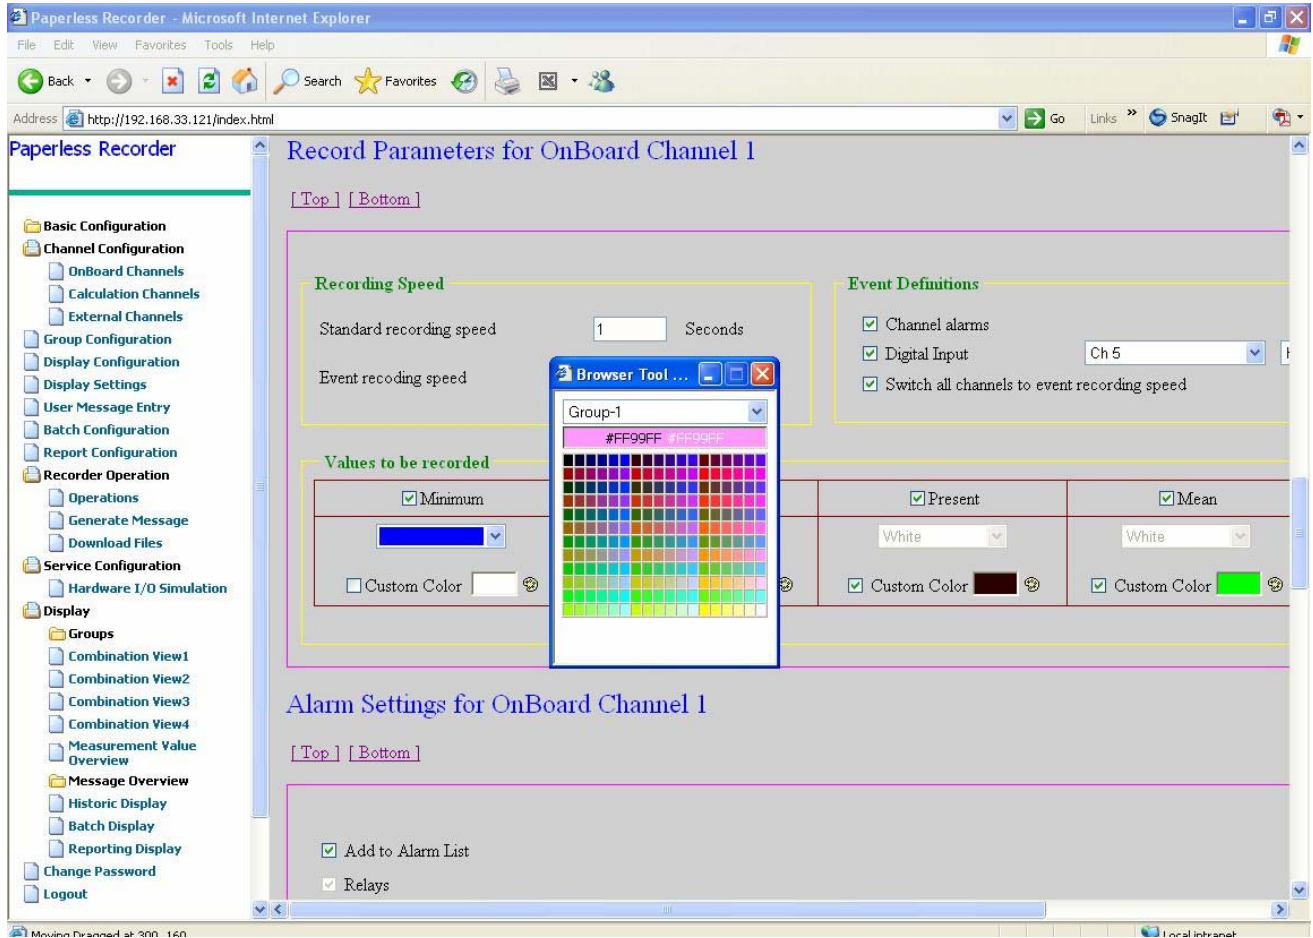 Paperless Recorder - Microsoft Internet Explorer
File Edit View Favorites Tools Help
Back Search Favorites
Address http://192.168.33.121/index.html Go Links » SnagIt
Paperless Recorder
Basic Configuration
Channel Configuration
OnBoard Channels
Calculation Channels
External Channels
Group Configuration
Display Configuration
Display Settings
User Message Entry
Batch Configuration
Report Configuration
Recorder Operation
Operations
Generate Message
Download Files
Service Configuration
Hardware I/O Simulation
Display
Groups
Combination View1
Combination View2
Combination View3
Combination View4
Measurement Value
Overview
Message Overview
Historic Display
Batch Display
Reporting Display
Change Password
Logout
Record Parameters for OnBoard Channel 1
[ Top ] [ Bottom ]
Recording Speed
Standard recording speed 1 Seconds
Event recoding speed
Event Definitions
Channel alarms
Digital Input Ch 5
Switch all channels to event recording speed
Browser Tool ...
Group-1
#FF99FF #FF99FF
Values to be recorded
Minimum Present Mean
White White
Custom Color Custom Color Custom Color
Alarm Settings for OnBoard Channel 1
[ Top ] [ Bottom ]
Add to Alarm List
Relays
Moving Dragged at 300, 160 Local intranet